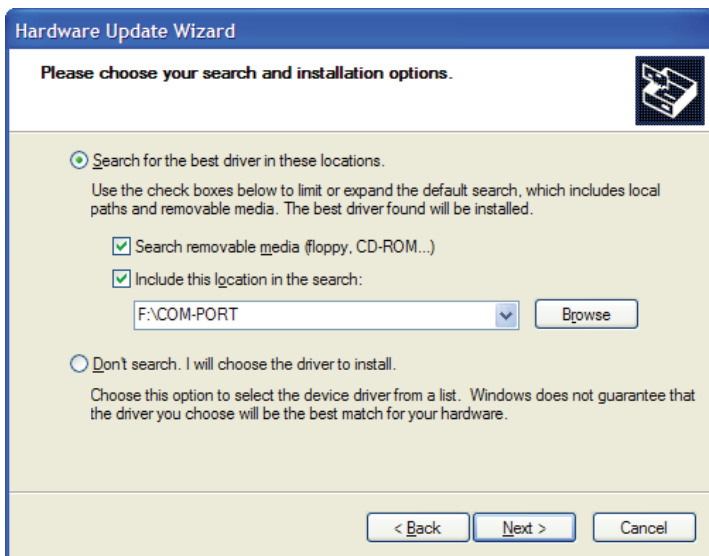 Hardware Update Wizard
Please choose your search and installation options.
Search for the best driver in these locations.
Use the check boxes below to limit or expand the default search, which includes local
paths and removable media. The best driver found will be installed.
Search removable media (floppy, CD-ROM...)
Include this location in the search:
F:\COM-PORT
Browse
Don't search. I will choose the driver to install.
Choose this option to select the device driver from a list. Windows does not guarantee that
the driver you choose will be the best match for your hardware.
< Back Next > Cancel